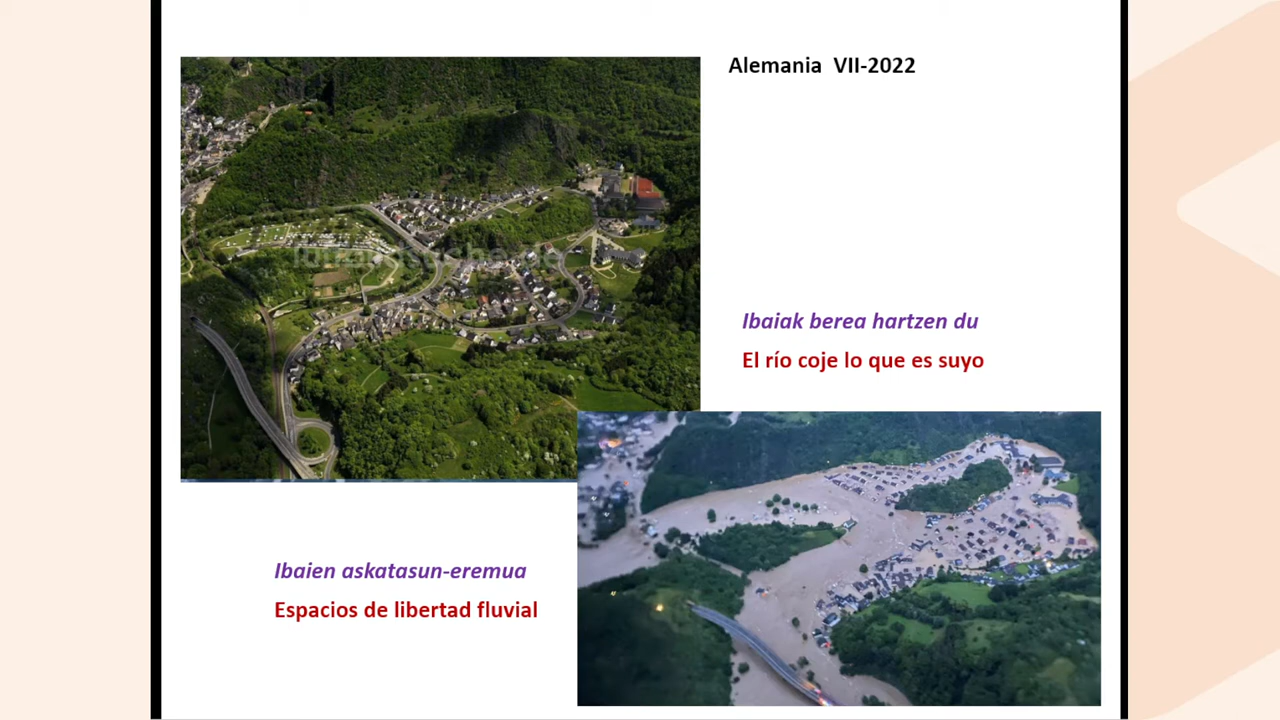 Alemania VII-2022
Ibaiak berea hartzen du
El río coje lo que es suyo
Ibaien askatasun-eremua
Espacios de libertad fluvial